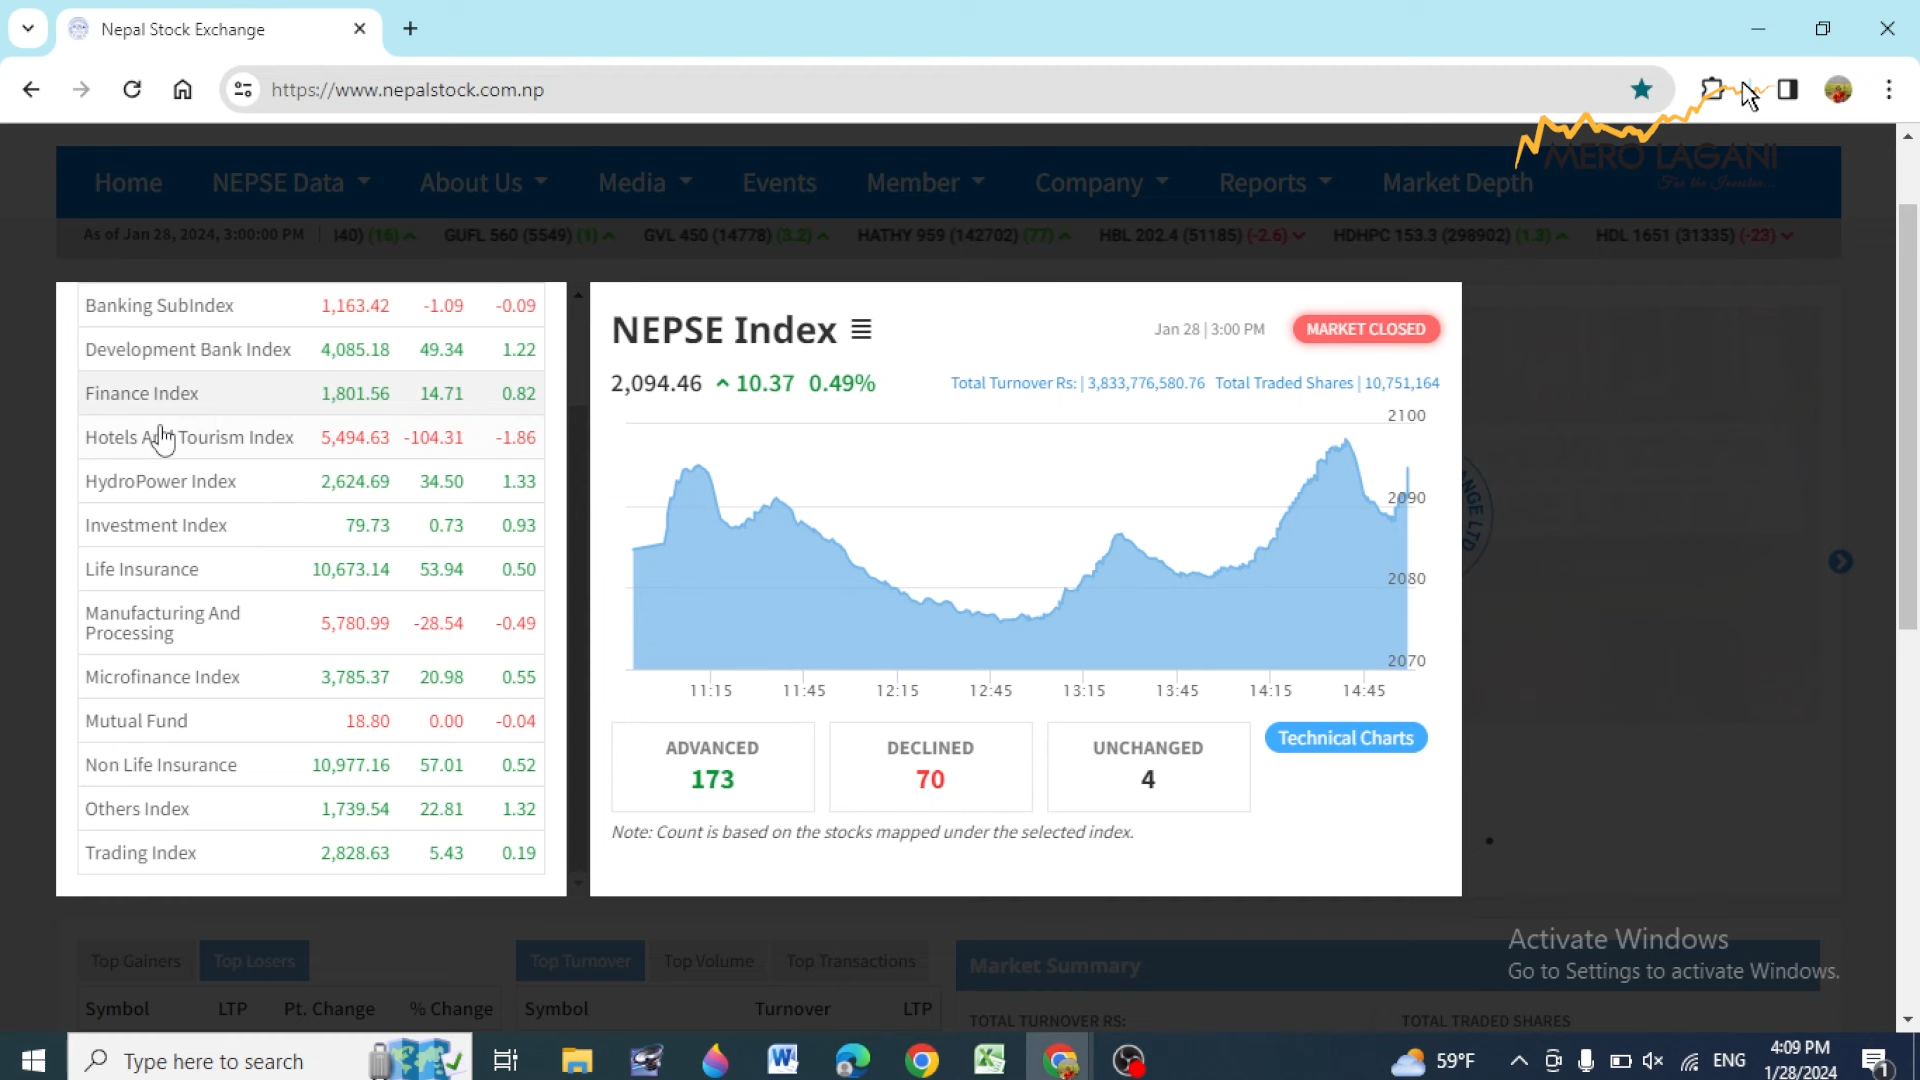 Nepal Stock Exchange
https://www.nepalstock.com.np
MERO LAGANI
For the Investor...
Home NEPSE Data About Us Media Events Member Company Reports Market Depth
As of Jan 28, 2024, 3:00:00 PM | 340) (16) GUFL 560 (5549) (1) GVL 450 (14778) (3.2) HATHY 959 (142702) (77) HBL 202.4 (51185) (-2.6) HDHPC 153.3 (298902) (1.3) HDL 1651 (31335) (-23)
Banking SubIndex 1,163.42 -1.09 -0.09
Development Bank Index 4,085.18 49.34 1.22
Finance Index 1,801.56 14.71 0.82
Hotels And Tourism Index 5,494.63 -104.31 -1.86
HydroPower Index 2,624.69 34.50 1.33
Investment Index 79.73 0.73 0.93
Life Insurance 10,673.14 53.94 0.50
Manufacturing And
Processing 5,780.99 -28.54 -0.49
Microfinance Index 3,785.37 20.98 0.55
Mutual Fund 18.80 0.00 -0.04
Non Life Insurance 10,977.16 57.01 0.52
Others Index 1,739.54 22.81 1.32
Trading Index 2,828.63 5.43 0.19
NEPSE Index Jan 28 | 3:00 PM MARKET CLOSED
2,094.46 10.37 0.49% Total Turnover Rs: | 3,833,776,580.76 Total Traded Shares | 10,751,164
2100
2090
2080
2070
11:15 11:45 12:15 12:45 13:15 13:45 14:15 14:45
ADVANCED DECLINED UNCHANGED Technical Charts
173 70 4
Note: Count is based on the stocks mapped under the selected index.
ANGE LTD
Top Gainers Top Losers Top Turnover Top Volume Top Transactions Market Summary
Symbol LTP Pt. Change % Change Symbol Turnover LTP
TOTAL TURNOVER RS: TOTAL TRADED SHARES
Activate Windows
Go to Settings to activate Windows.
Type here to search 59°F ENG 4:09 PM
1/28/2024 1